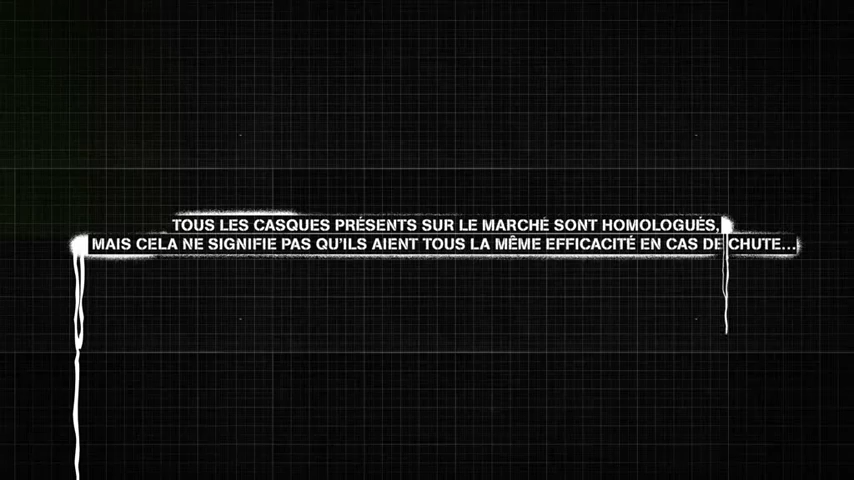 TOUS LES CASQUES PRÉSENTS SUR LE MARCHÉ SONT HOMOLOGUÉS,
MAIS CELA NE SIGNIFIE PAS QU'ILS AIENT TOUS LA MÊME EFFICACITÉ EN CAS DE CHUTE...